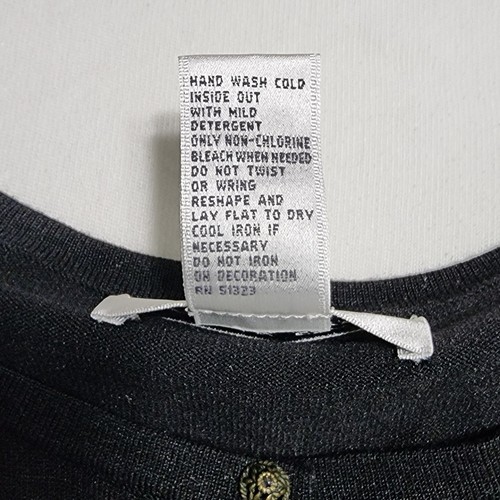 HAND WASH COLD
INSIDE OUT
WITH MILD
DETERGENT
ONLY NON-CHLORINE
BLEACH WHEN NEEDED
DO NOT TWIST
OR WRING
RESHAPE AND
LAY FLAT TO DRY
COOL IRON IF
NECESSARY
DO NOT IRON
ON DECORATION
RN 51323